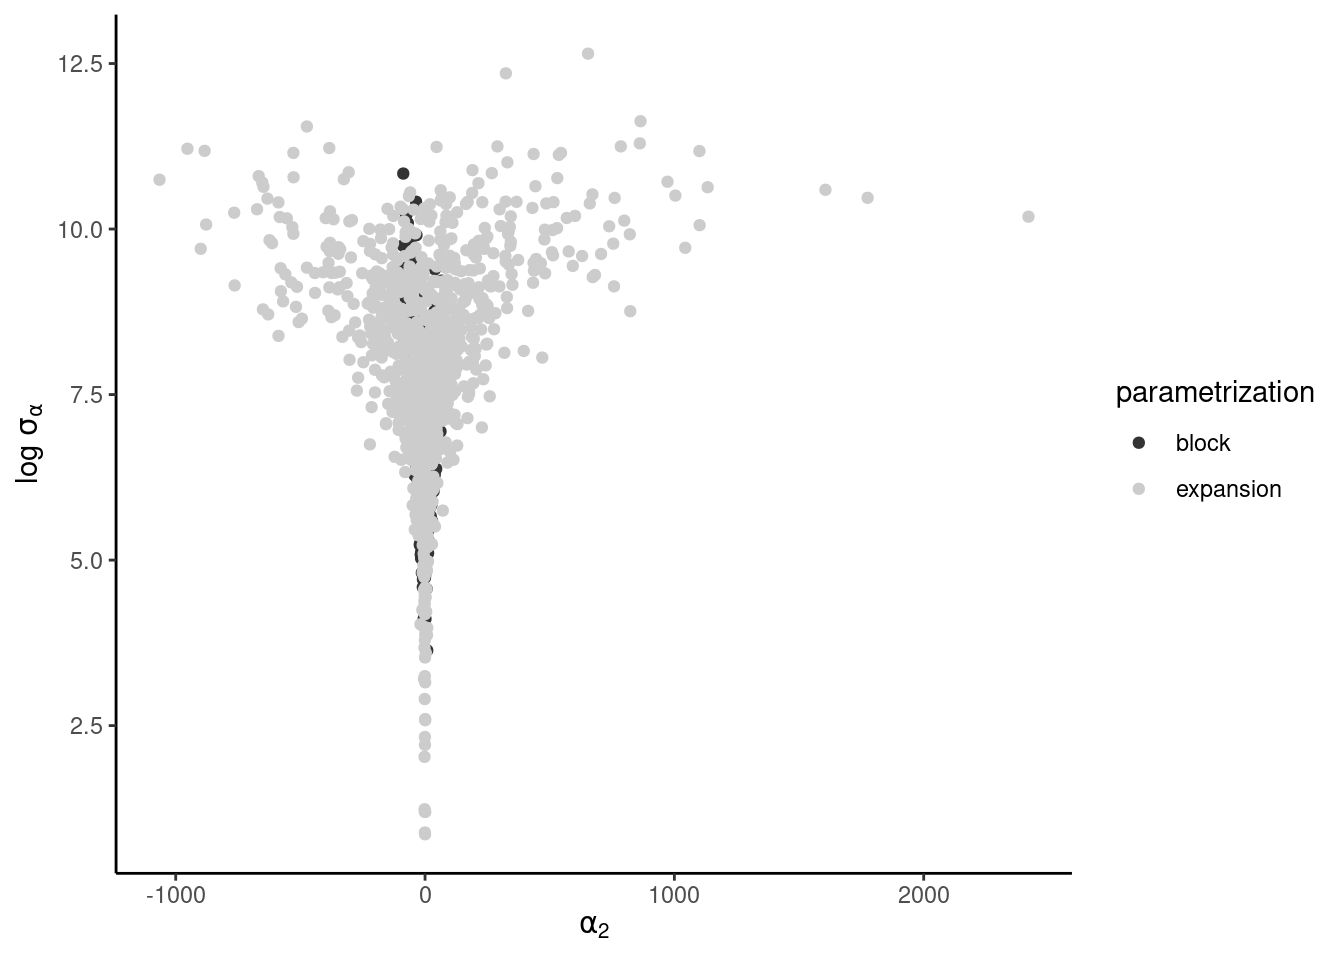 12.5
10.0
7.5
5.0
2.5
log σα
-1000
0
1000
2000
α2
parametrization
block
expansion